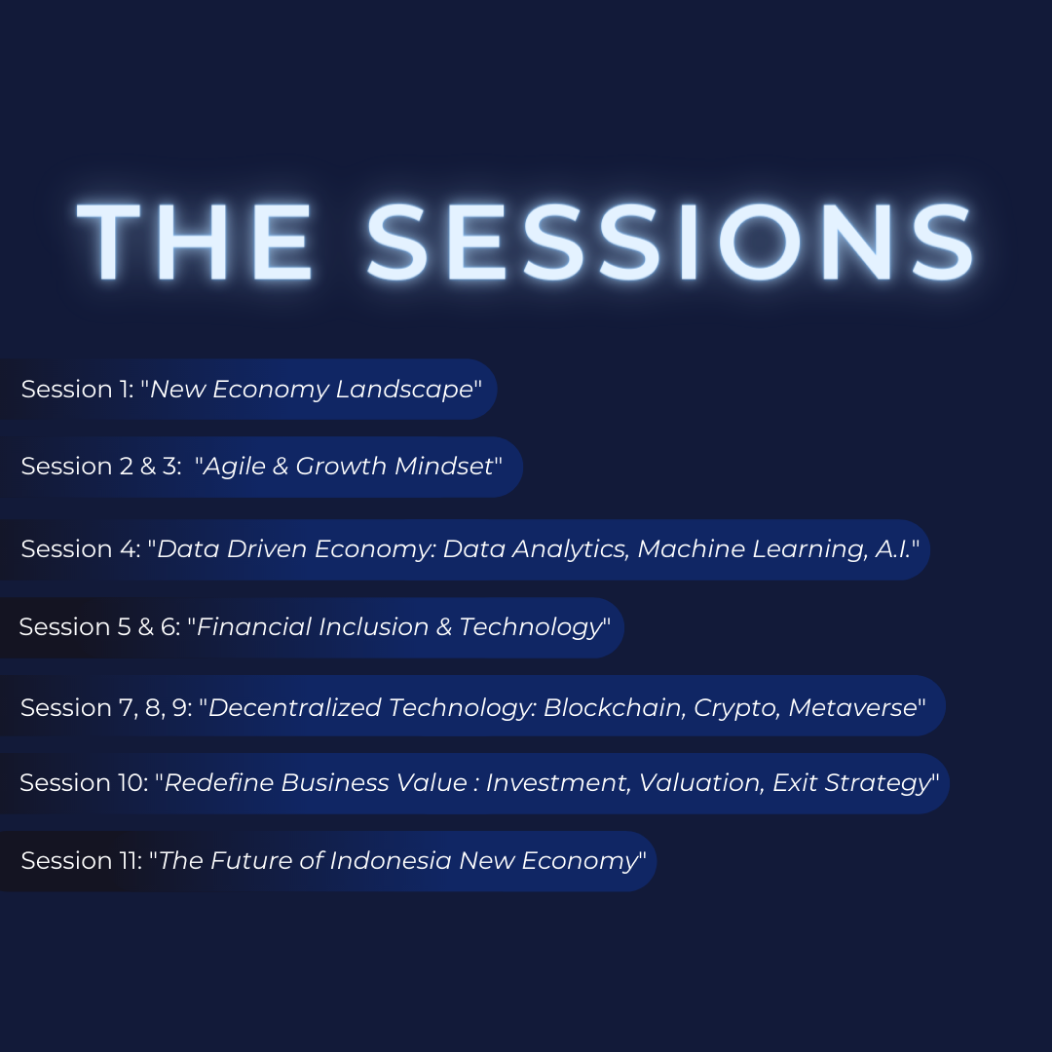 THE SESSIONS
Session 1: "New Economy Landscape"
Session 2 & 3:  "Agile & Growth Mindset"
Session 4: "Data Driven Economy: Data Analytics, Machine Learning, A.I."
Session 5 & 6: "Financial Inclusion & Technology"
Session 7, 8, 9: "Decentralized Technology: Blockchain, Crypto, Metaverse"
Session 10: "Redefine Business Value : Investment, Valuation, Exit Strategy"
Session 11: "The Future of Indonesia New Economy"